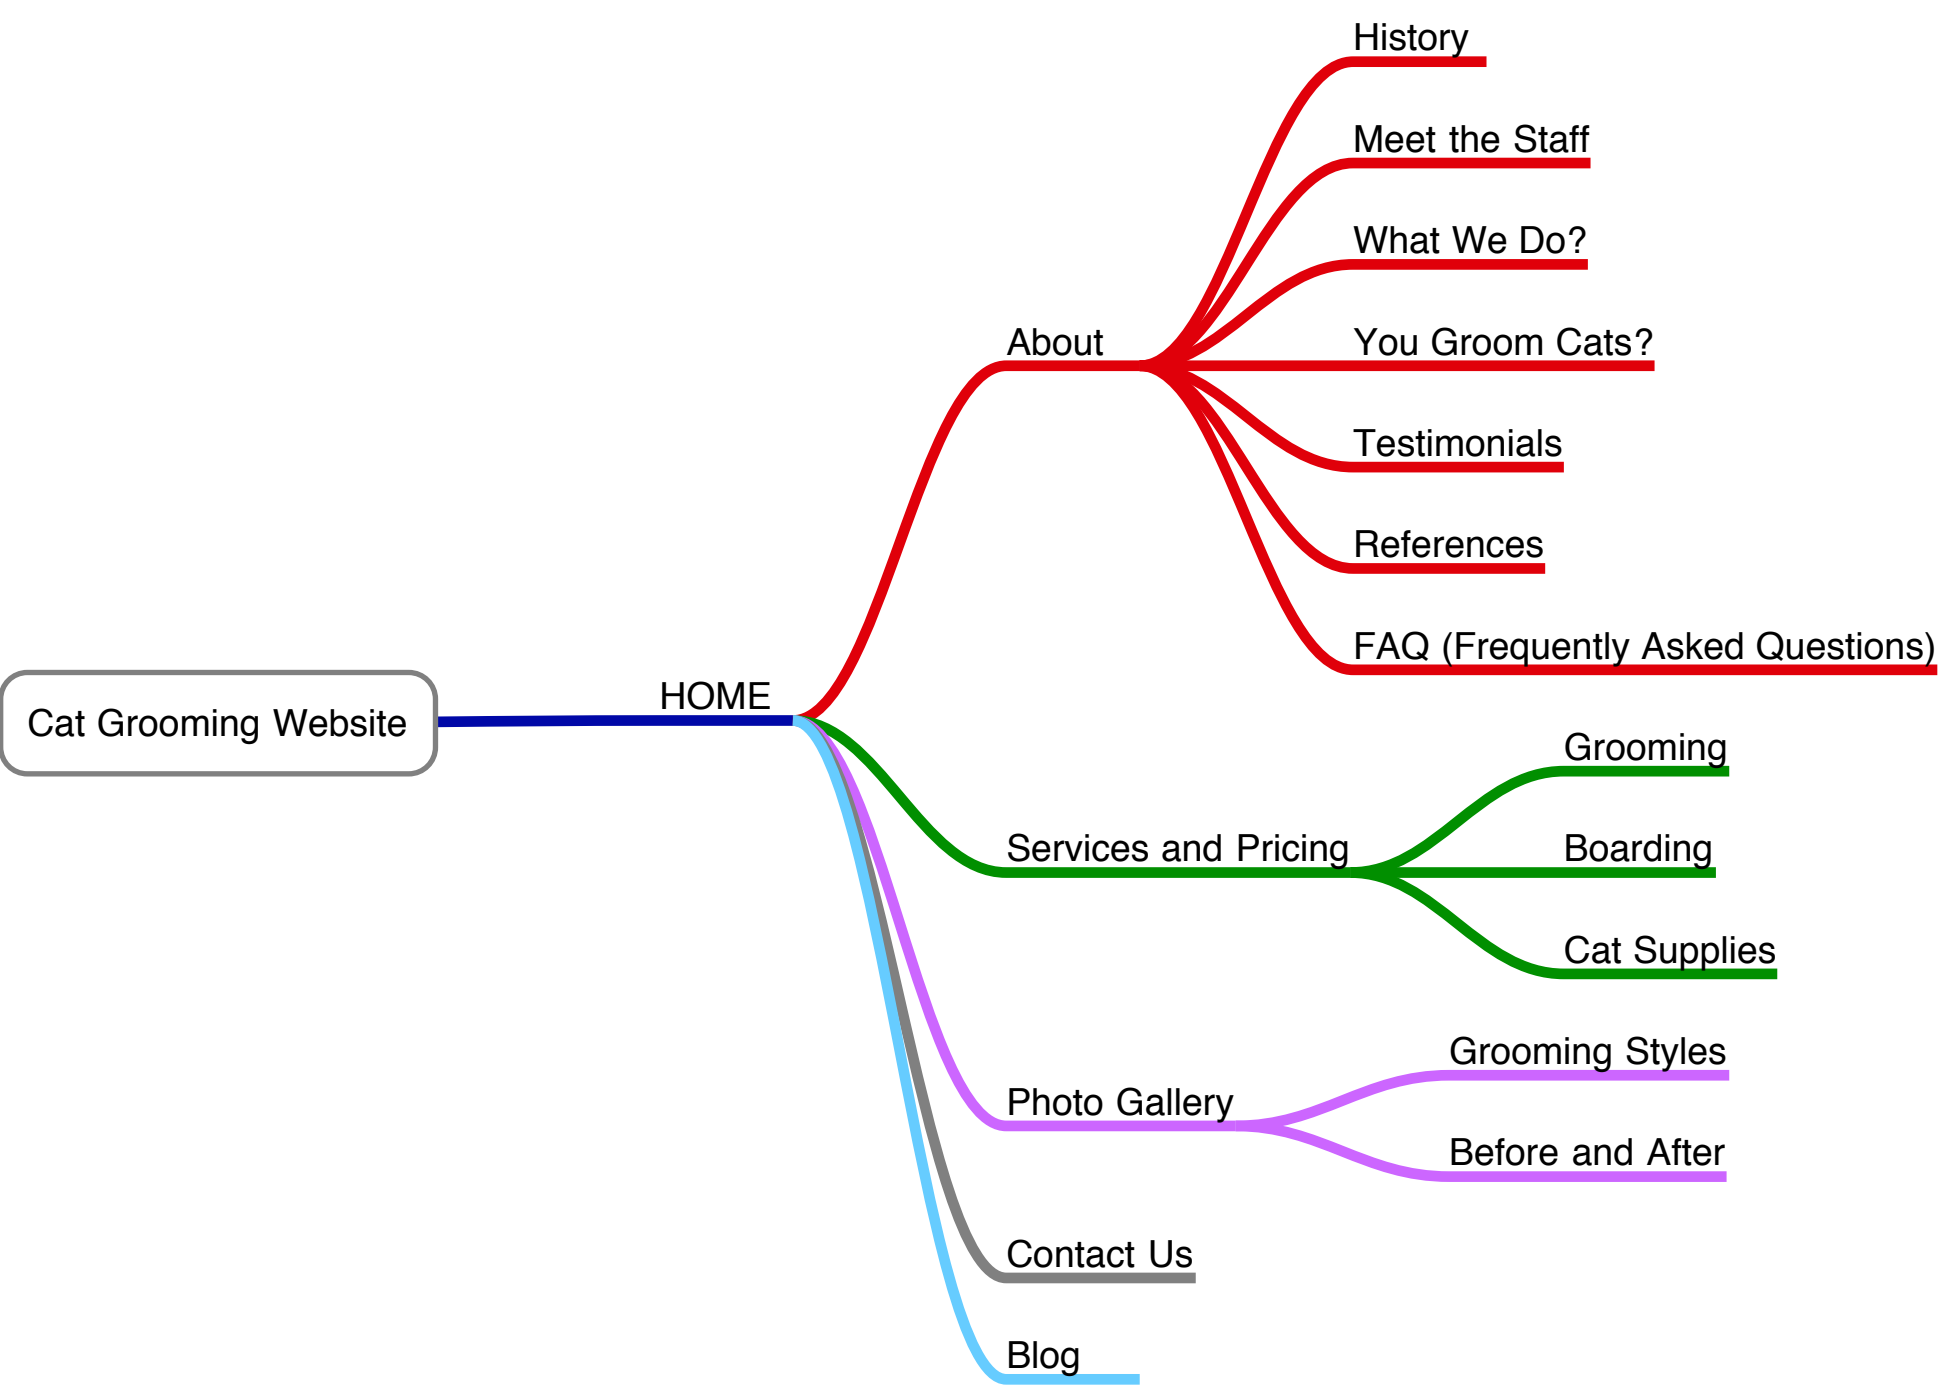 Cat Grooming Website
HOME
About
History
Meet the Staff
What We Do?
You Groom Cats?
Testimonials
References
FAQ (Frequently Asked Questions)
Services and Pricing
Grooming
Boarding
Cat Supplies
Photo Gallery
Grooming Styles
Before and After
Contact Us
Blog